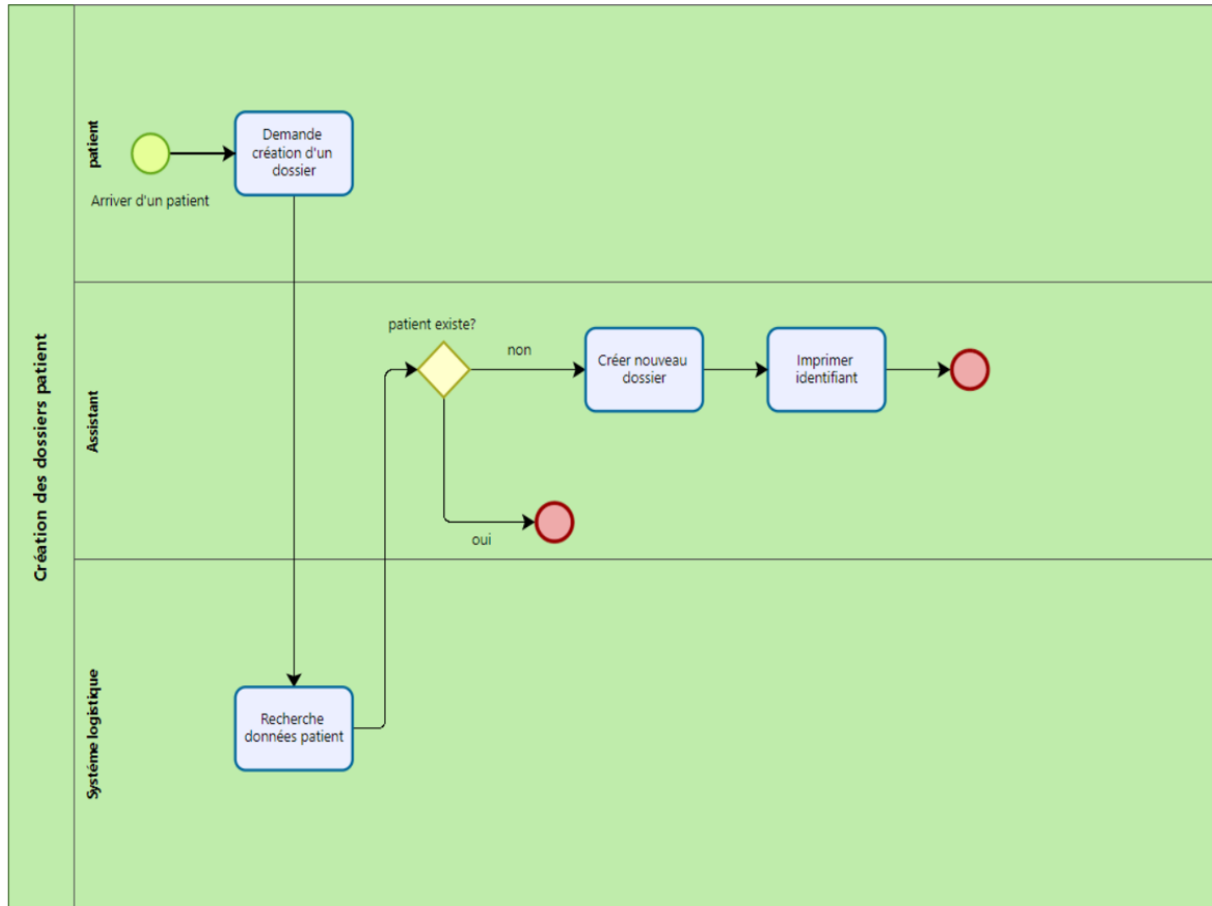 Création des dossiers patient
patient
Arriver d'un patient
Demande
création d'un
dossier
Assistant
patient existe?
non
Créer nouveau
dossier
Imprimer
identifiant
oui
Systéme logistique
Recherche
données patient